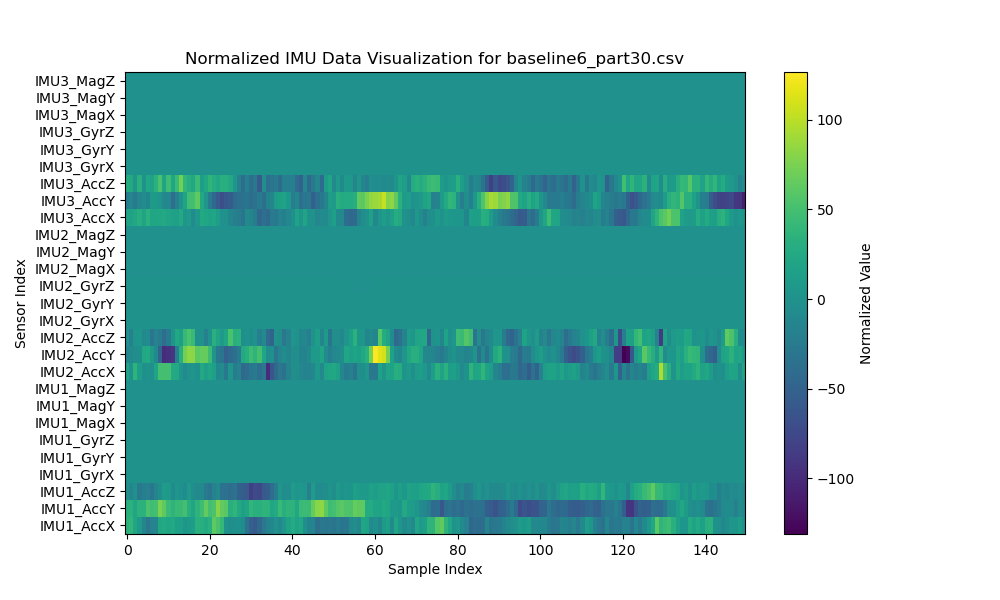 Normalized IMU Data Visualization for baseline6_part30.csv
IMU3_MagZ
IMU3_MagY
IMU3_MagX
IMU3_GyrZ
IMU3_GyrY
IMU3_GyrX
IMU3_AccZ
IMU3_AccY
IMU3_AccX
IMU2_MagZ
IMU2_MagY
IMU2_MagX
IMU2_GyrZ
IMU2_GyrY
IMU2_GyrX
IMU2_AccZ
IMU2_AccY
IMU2_AccX
IMU1_MagZ
IMU1_MagY
IMU1_MagX
IMU1_GyrZ
IMU1_GyrY
IMU1_GyrX
IMU1_AccZ
IMU1_AccY
IMU1_AccX
Sensor Index
0 20 40 60 80 100 120 140
Sample Index
100
50
0
−50
−100
Normalized Value